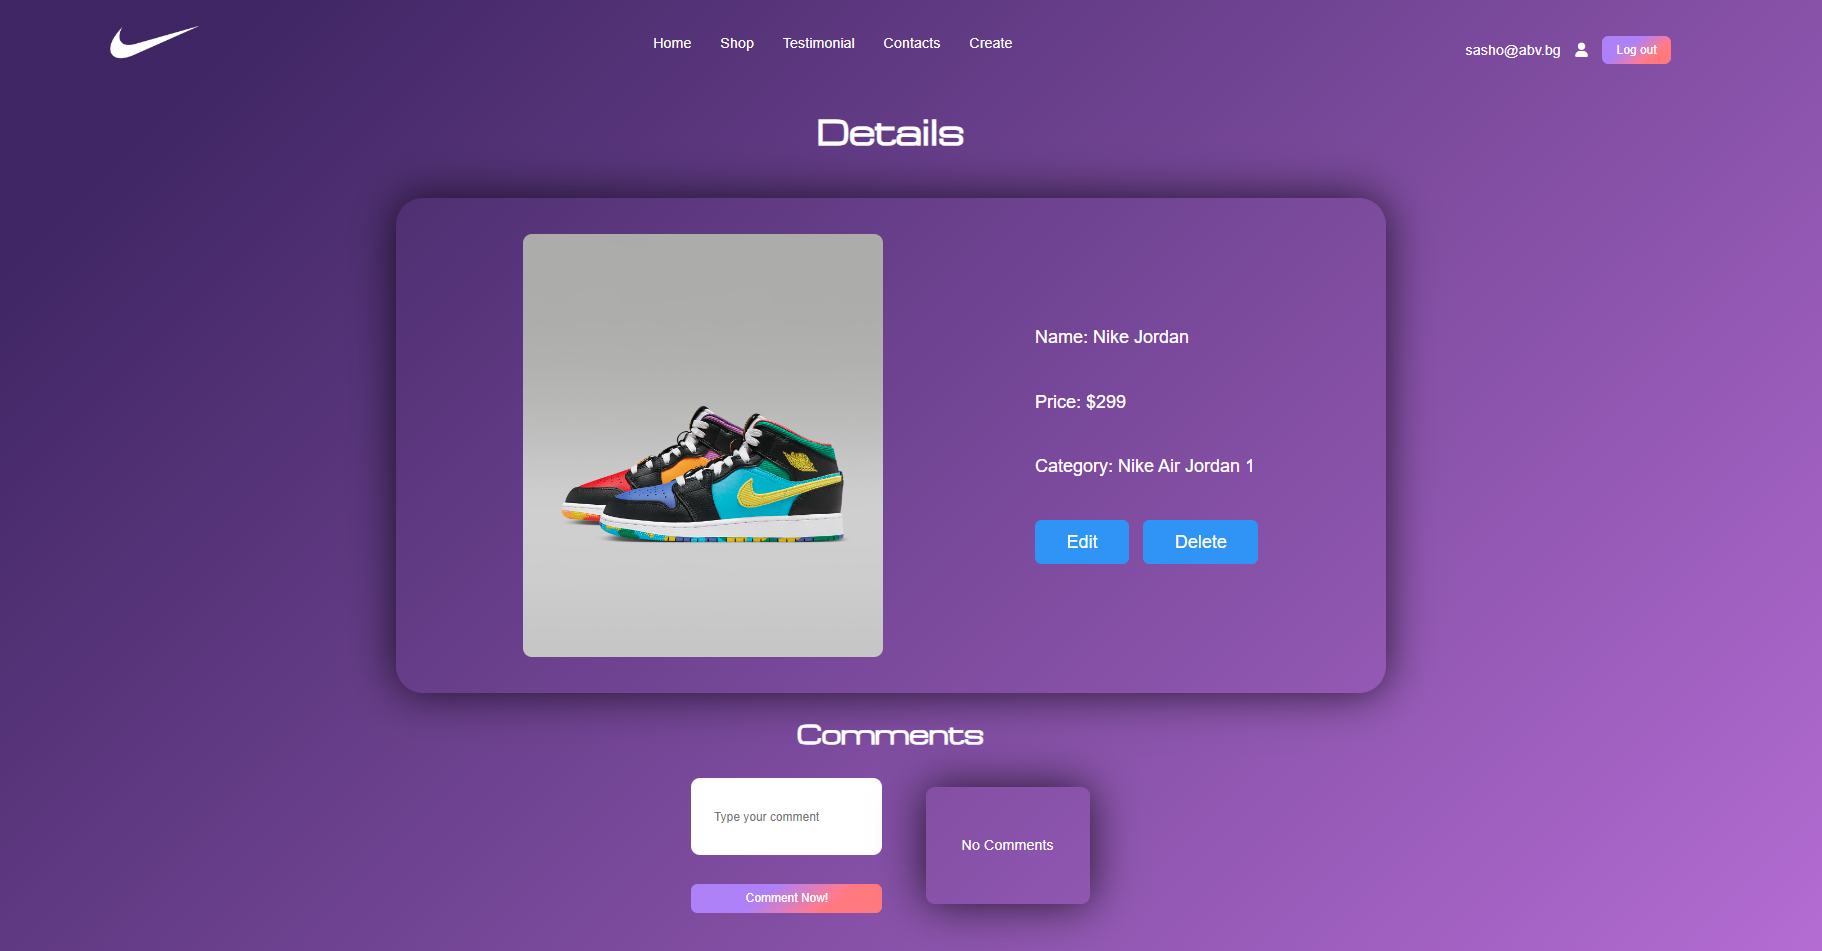 Home Shop Testimonial Contacts Create
sasho@abv.bg Log out
Details
Name: Nike Jordan
Price: $299
Category: Nike Air Jordan 1
Edit Delete
Comments
Type your comment
No Comments
Comment Now!